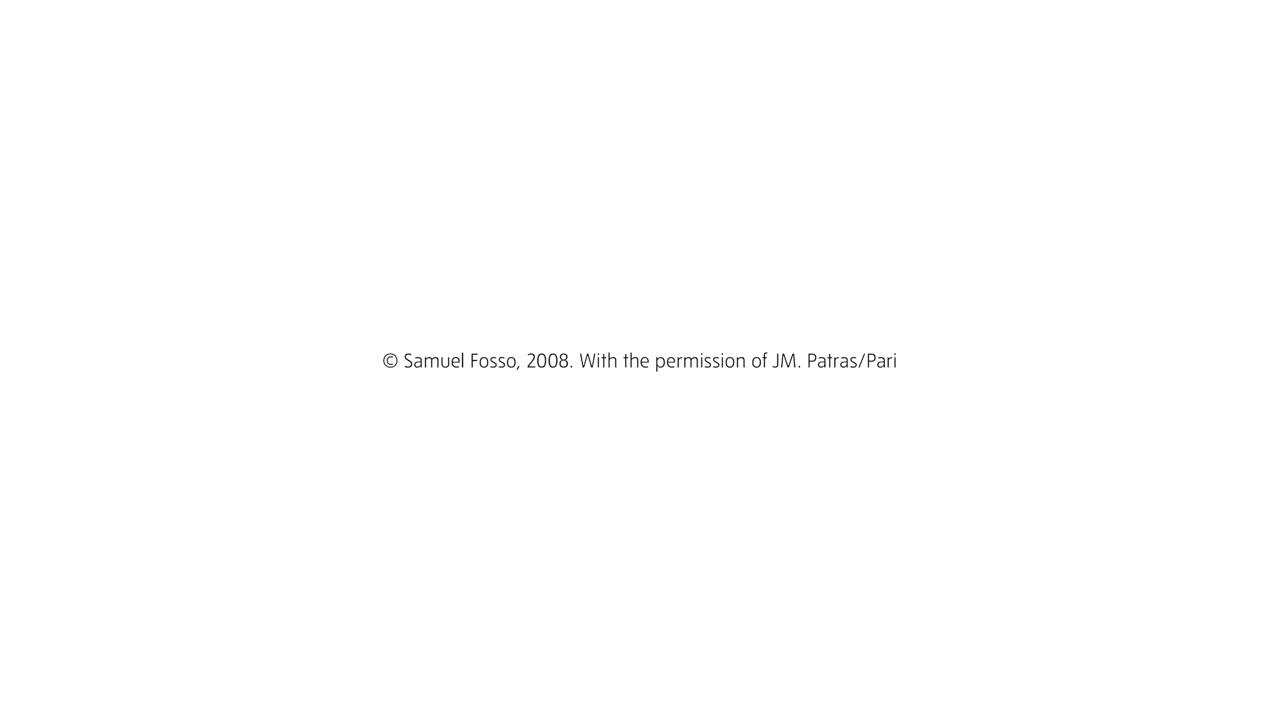 © Samuel Fosso, 2008. With the permission of JM. Patras/Pari